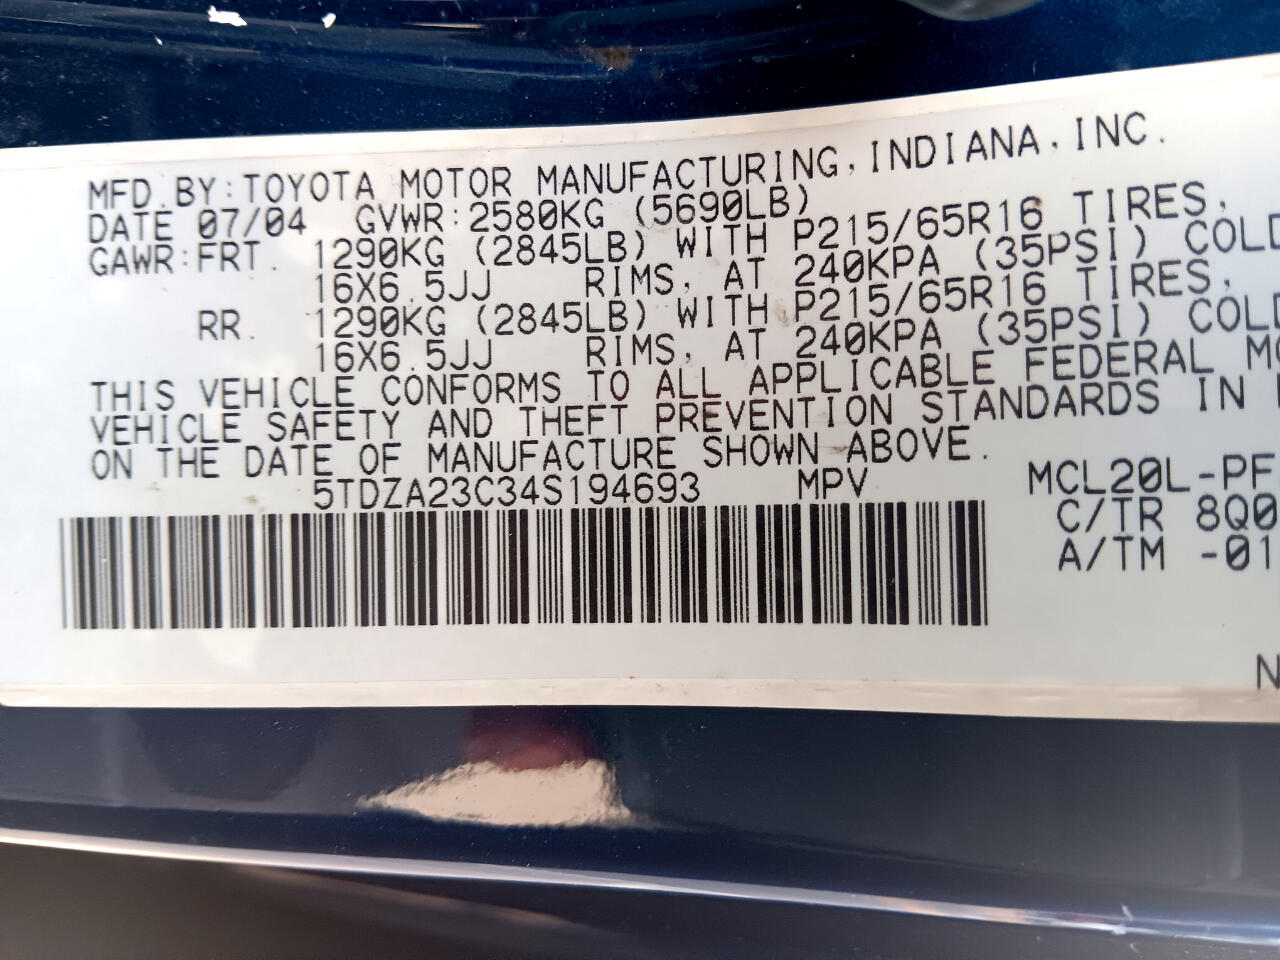 MFD.BY:TOYOTA MOTOR MANUFACTURING,INDIANA,INC.
DATE 07/04 GVWR:2580KG (5690LB)
GAWR:FRT. 1290KG (2845LB) WITH P215/65R16 TIRES,
16X6.5JJ RIMS, AT 240KPA (35PSI) COLD
RR. 1290KG (2845LB) WITH P215/65R16 TIRES,
16X6.5JJ RIMS, AT 240KPA (35PSI) COLD
THIS VEHICLE CONFORMS TO ALL APPLICABLE FEDERAL MO
VEHICLE SAFETY AND THEFT PREVENTION STANDARDS IN
ON THE DATE OF MANUFACTURE SHOWN ABOVE.
5TDZA23C34S194693 MPV MCL20L-PF
C/TR 8Q0
A/TM -01
N